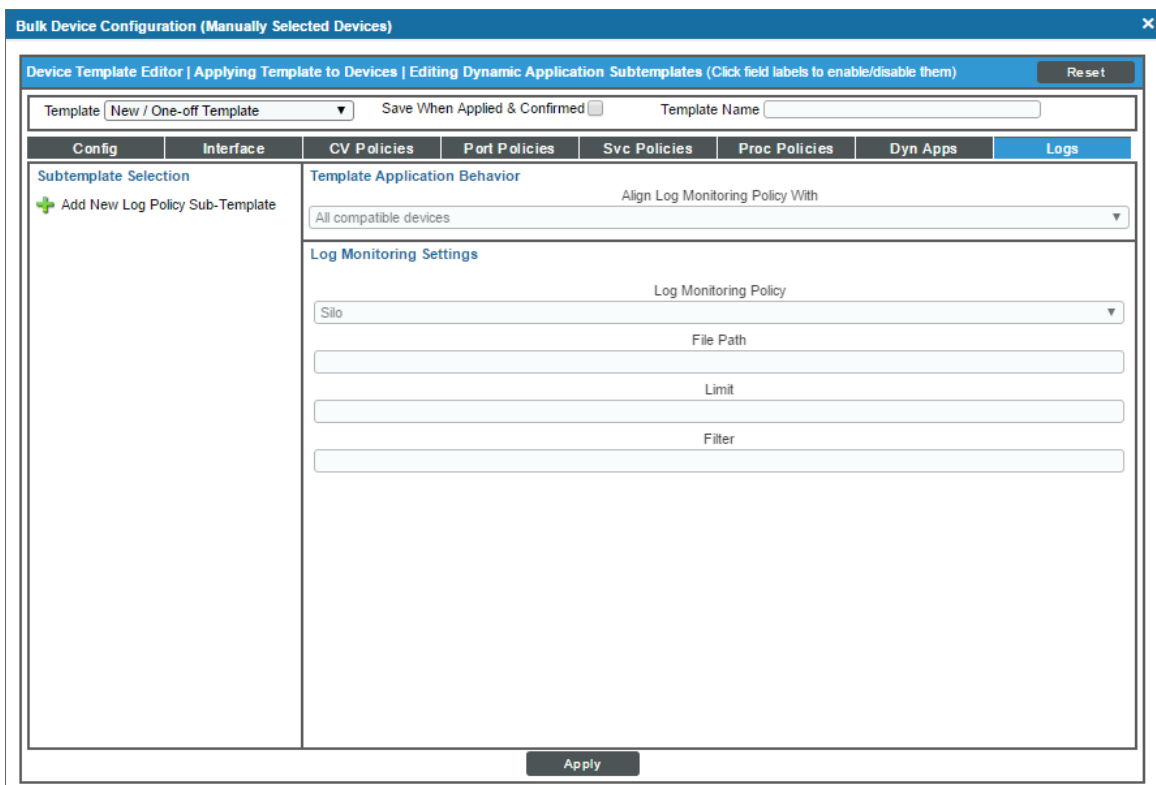 Bulk Device Configuration (Manually Selected Devices)
Device Template Editor | Applying Template to Devices | Editing Dynamic Application Subtemplates (Click field labels to enable/disable them) Reset
Template New / One-off Template Save When Applied & Confirmed Template Name
Config Interface CV Policies Port Policies Svc Policies Proc Policies Dyn Apps Logs
Subtemplate Selection
Add New Log Policy Sub-Template
Template Application Behavior
Align Log Monitoring Policy With
All compatible devices
Log Monitoring Settings
Log Monitoring Policy
Silo
File Path
Limit
Filter
Apply